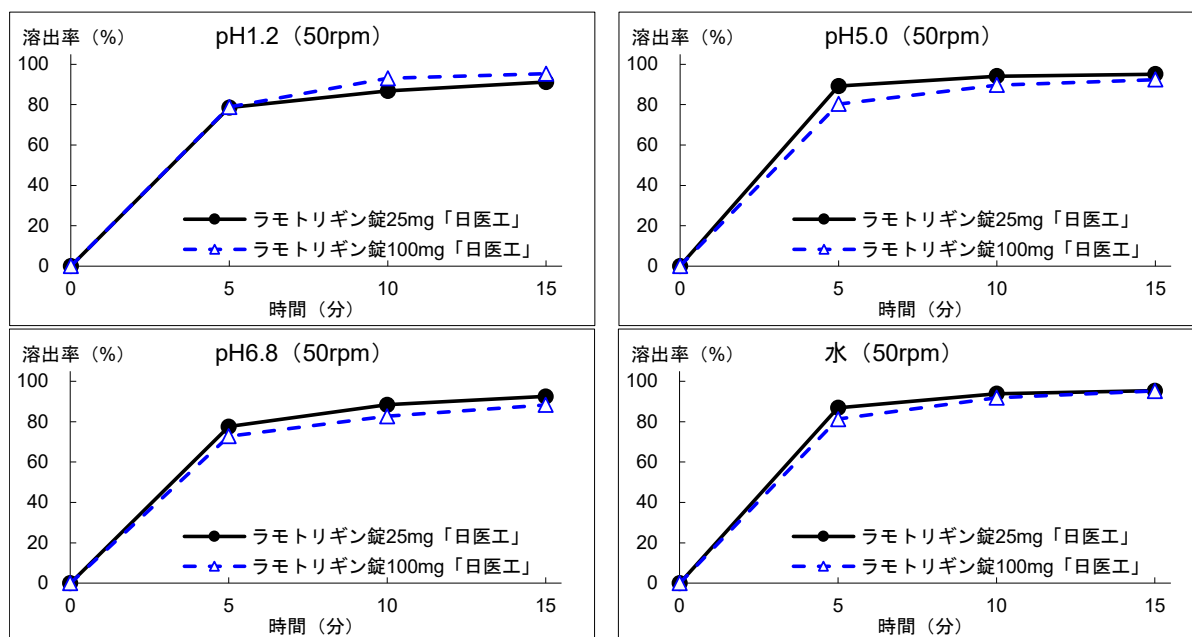 溶出率（%）
pH1.2（50rpm）
100
80
60
40
20
0
ラモトリギン錠25mg「日医工」
ラモトリギン錠100mg「日医工」
0 5 10 15
時間（分）
溶出率（%）
pH5.0（50rpm）
100
80
60
40
20
0
ラモトリギン錠25mg「日医工」
ラモトリギン錠100mg「日医工」
0 5 10 15
時間（分）
溶出率（%）
pH6.8（50rpm）
100
80
60
40
20
0
ラモトリギン錠25mg「日医工」
ラモトリギン錠100mg「日医工」
0 5 10 15
時間（分）
溶出率（%）
水（50rpm）
100
80
60
40
20
0
ラモトリギン錠25mg「日医工」
ラモトリギン錠100mg「日医工」
0 5 10 15
時間（分）